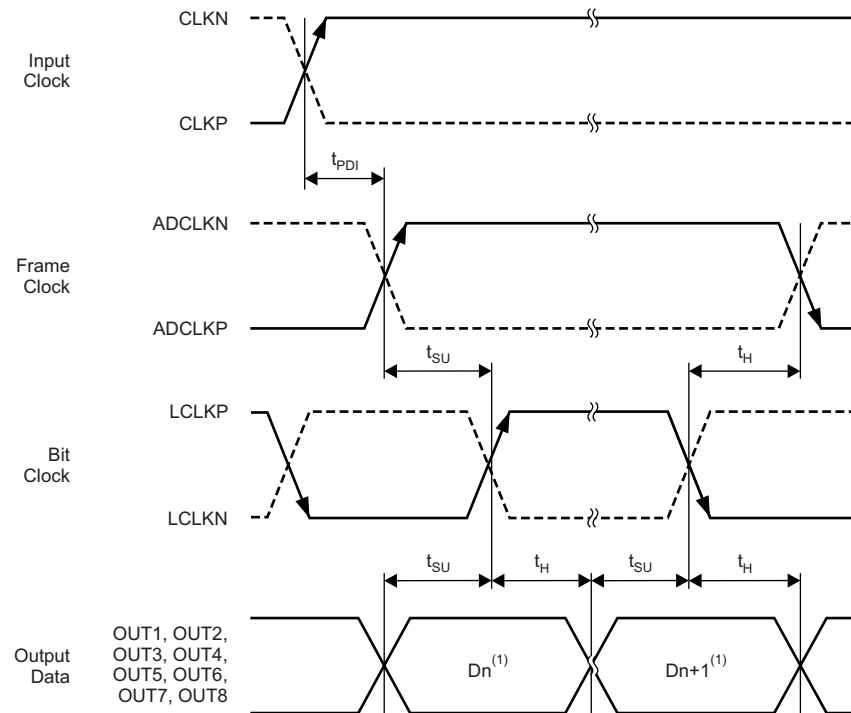 CLKN
Input
Clock
CLKP
tPDI
ADCLKN
Frame
Clock
ADCLKP
tSU
tH
LCLKP
Bit
Clock
LCLKN
tSU
tH
tSU
tH
OUT1, OUT2,
OUT3, OUT4,
OUT5, OUT6,
OUT7, OUT8
Output
Data
Dn(1)
Dn+1(1)